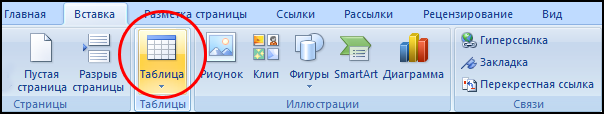 Главная Вставка Разметка страницы Ссылки Рассылки Рецензирование Вид
Пустая страница
Разрыв страницы
Таблица
Рисунок
Клип
Фигуры
SmartArt
Диаграмма
Гиперссылка
Закладка
Перекрестная ссылка
Страницы
Таблицы
Иллюстрации
Связи